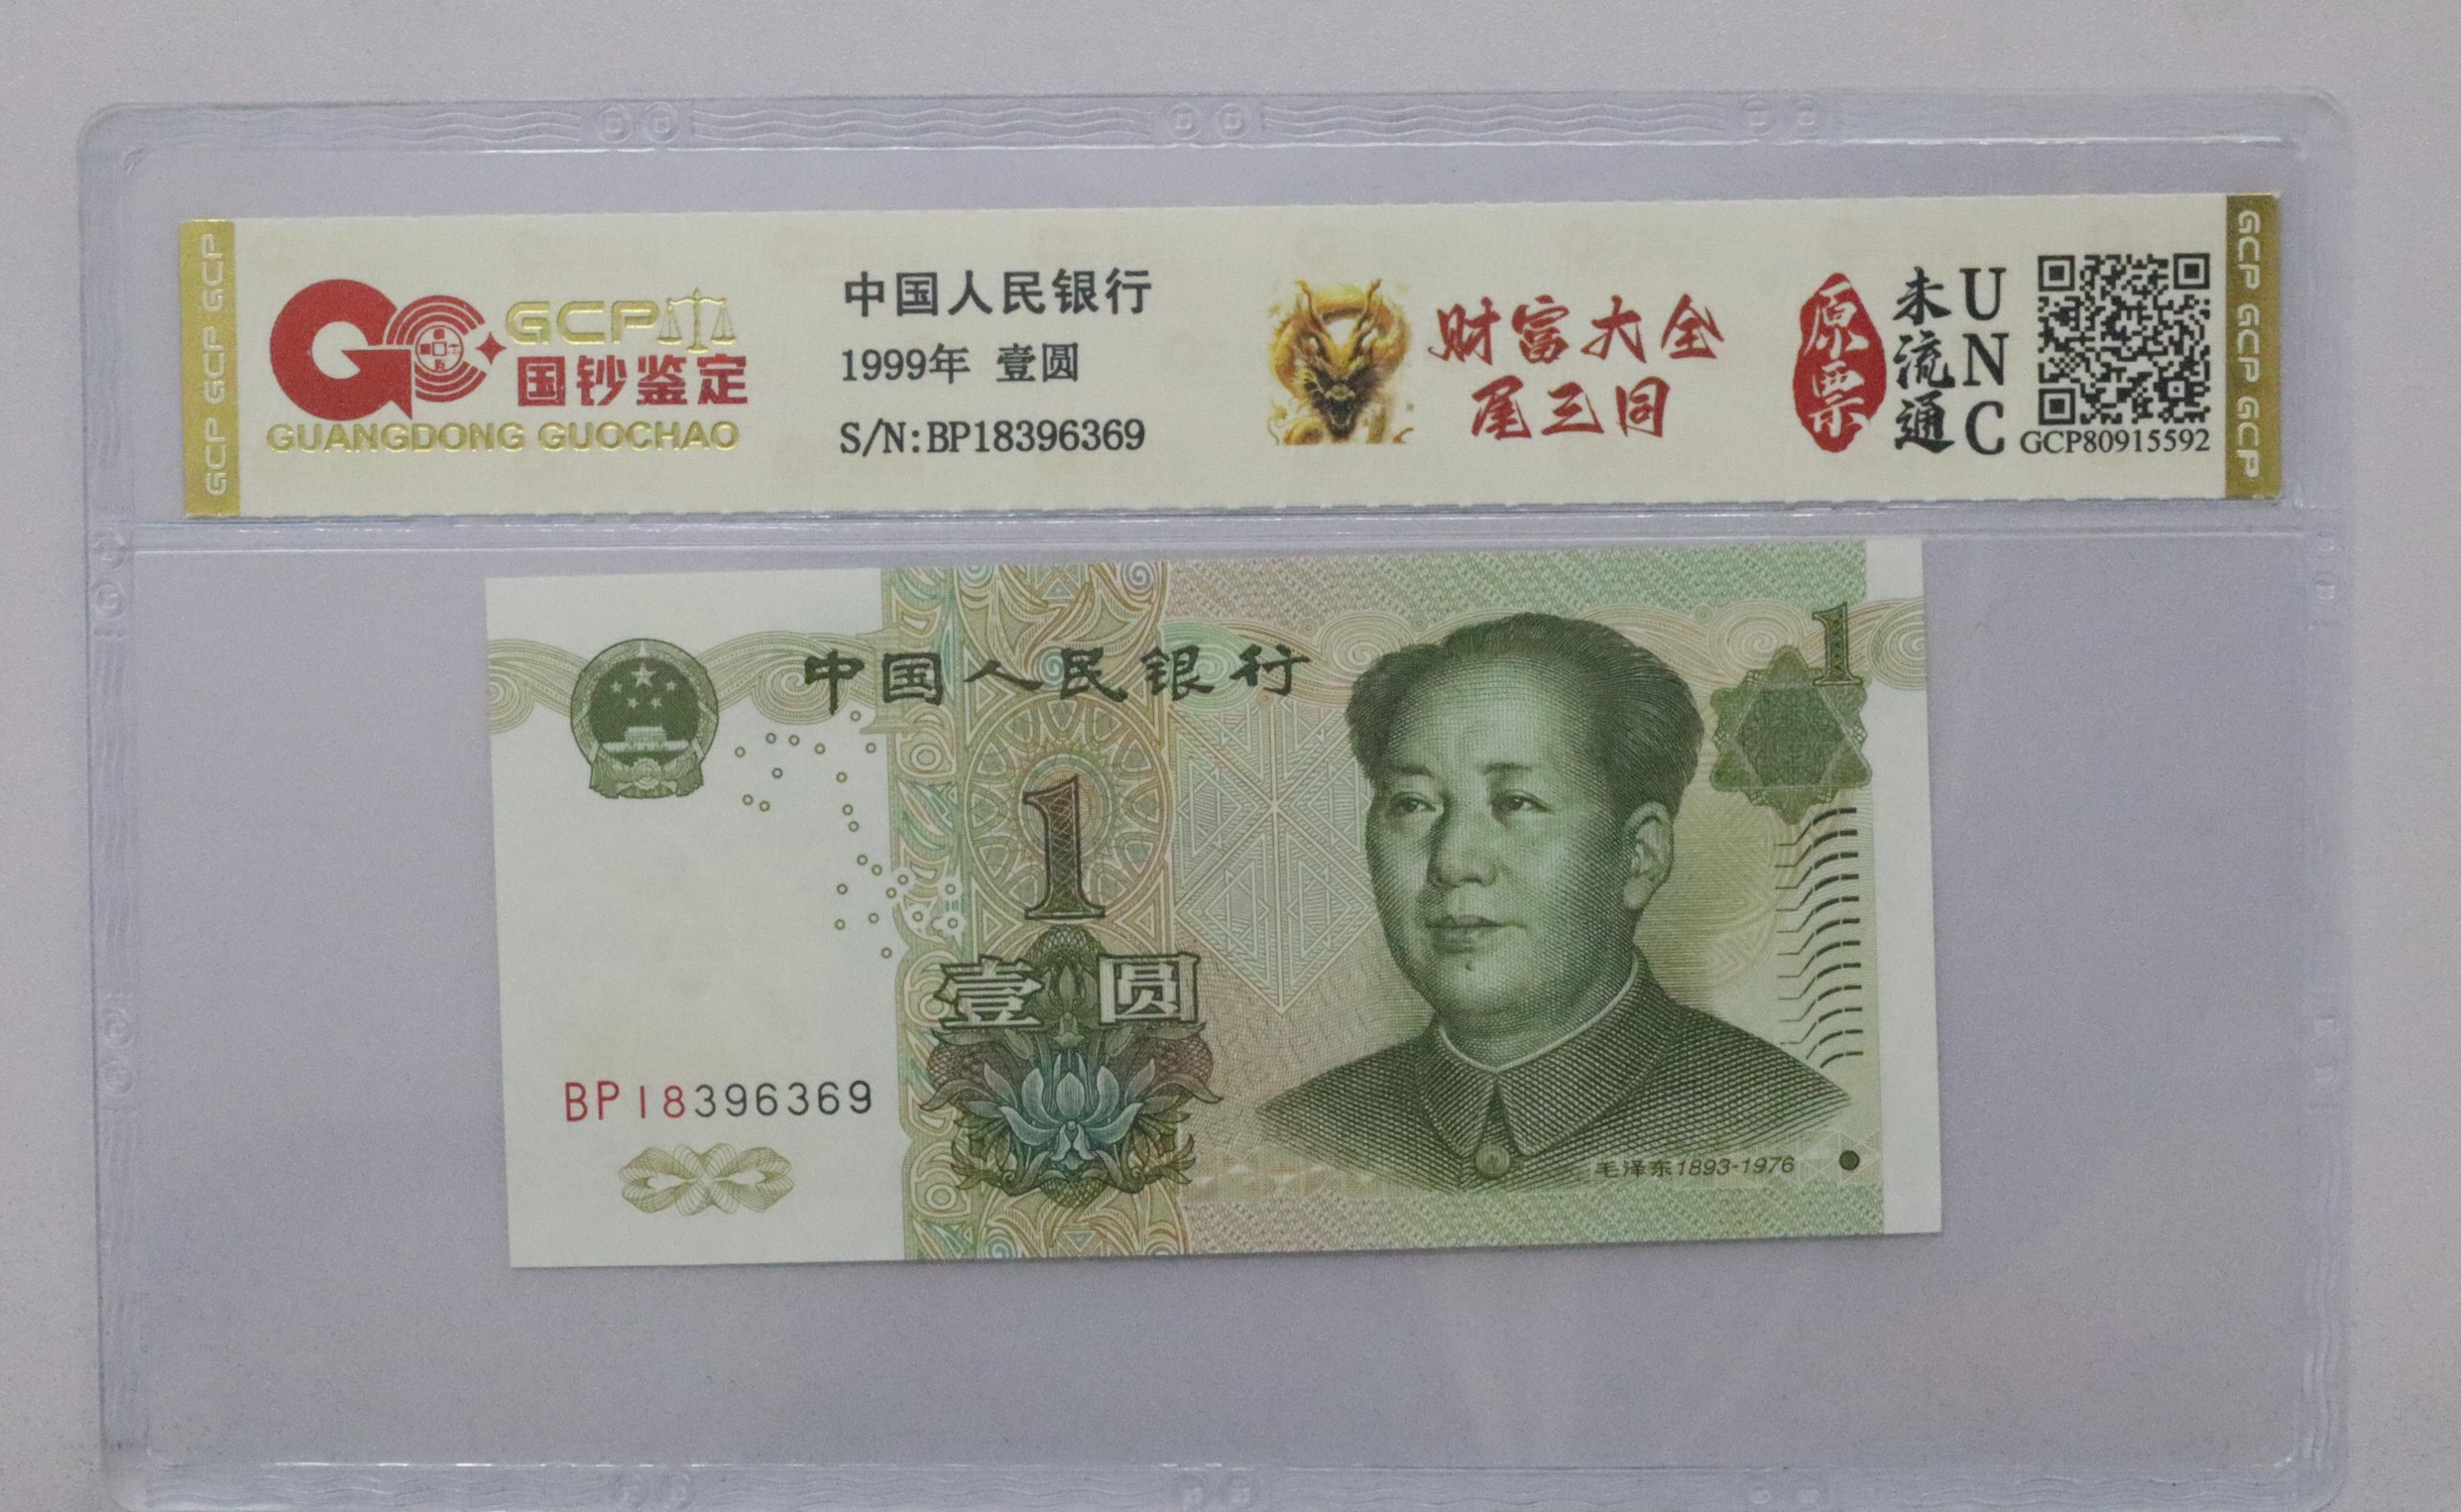 GCP GCP GCP
GCP
国钞鉴定
GUANGDONG GUOCHAO
中国人民银行
1999年 壹圆
S/N:BP18396369
财富大全
尾三同
原票
未流通
UNC
GCP80915592
GCP GCP GCP
中国人民银行
1
1
壹圆
BP18396369
毛泽东1893-1976